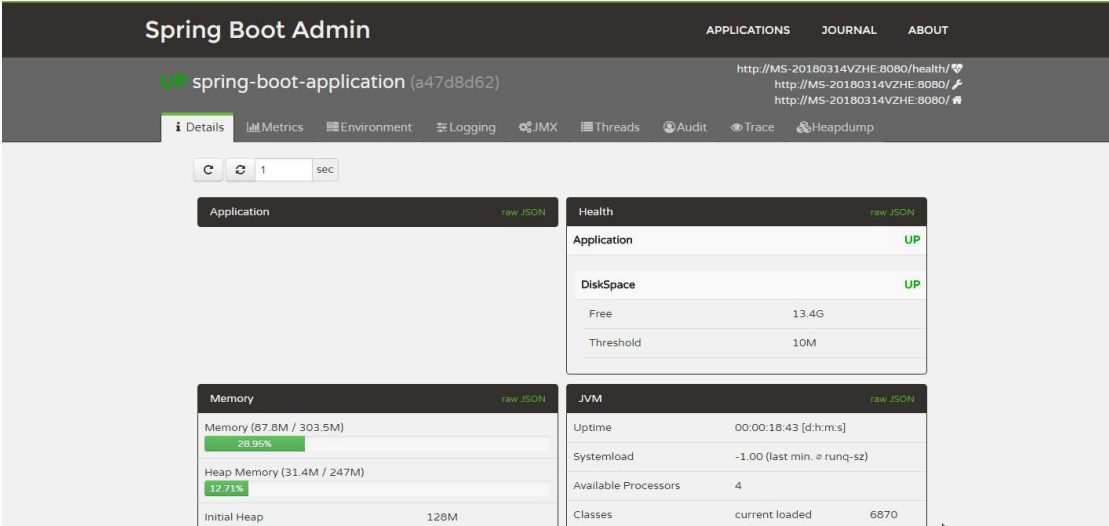 Spring Boot Admin
APPLICATIONS JOURNAL ABOUT
UP spring-boot-application (a47d8d62)
http://MS-20180314VZHE:8080/health/
http://MS-20180314VZHE:8080/
http://MS-20180314VZHE:8080/
Details Metrics Environment Logging JMX Threads Audit Trace Heapdump
1 sec
Application raw JSON
Health raw JSON
Application UP
DiskSpace UP
Free 13.4G
Threshold 10M
Memory raw JSON
Memory (87.8M / 303.5M)
28.95%
Heap Memory (31.4M / 247M)
12.71%
Initial Heap 128M
JVM raw JSON
Uptime 00:00:18:43 [d:h:m:s]
Systemload -1.00 (last min. ⌀ runq-sz)
Available Processors 4
Classes current loaded 6870